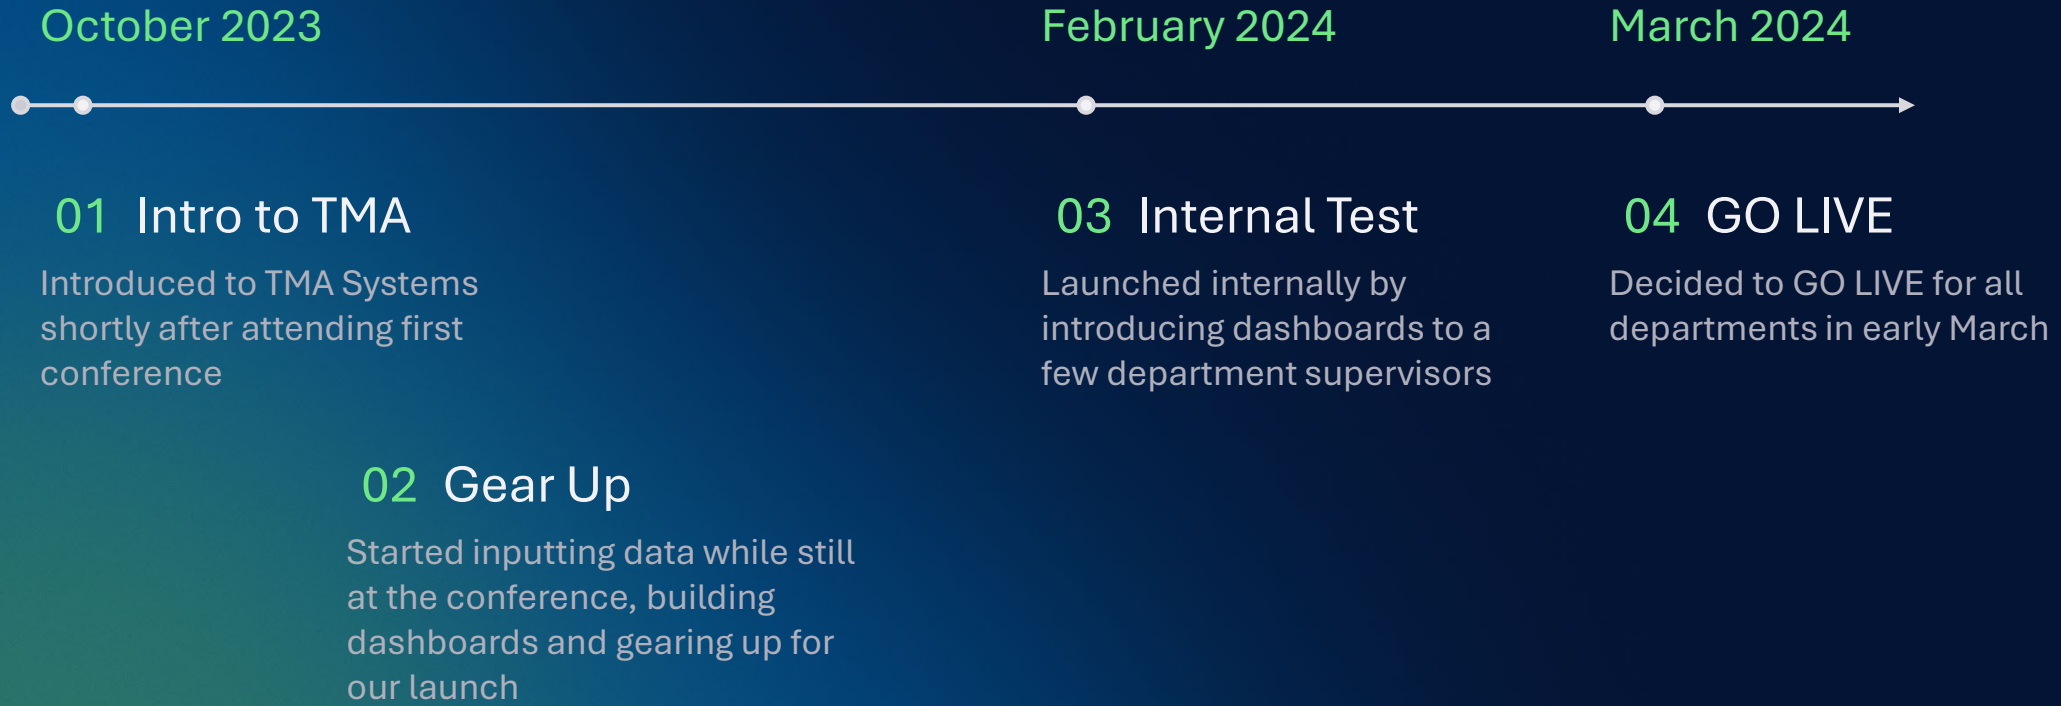 October 2023
February 2024
March 2024
01 Intro to TMA
Introduced to TMA Systems
shortly after attending first
conference
02 Gear Up
Started inputting data while still
at the conference, building
dashboards and gearing up for
our launch
03 Internal Test
Launched internally by
introducing dashboards to a
few department supervisors
04 GO LIVE
Decided to GO LIVE for all
departments in early March